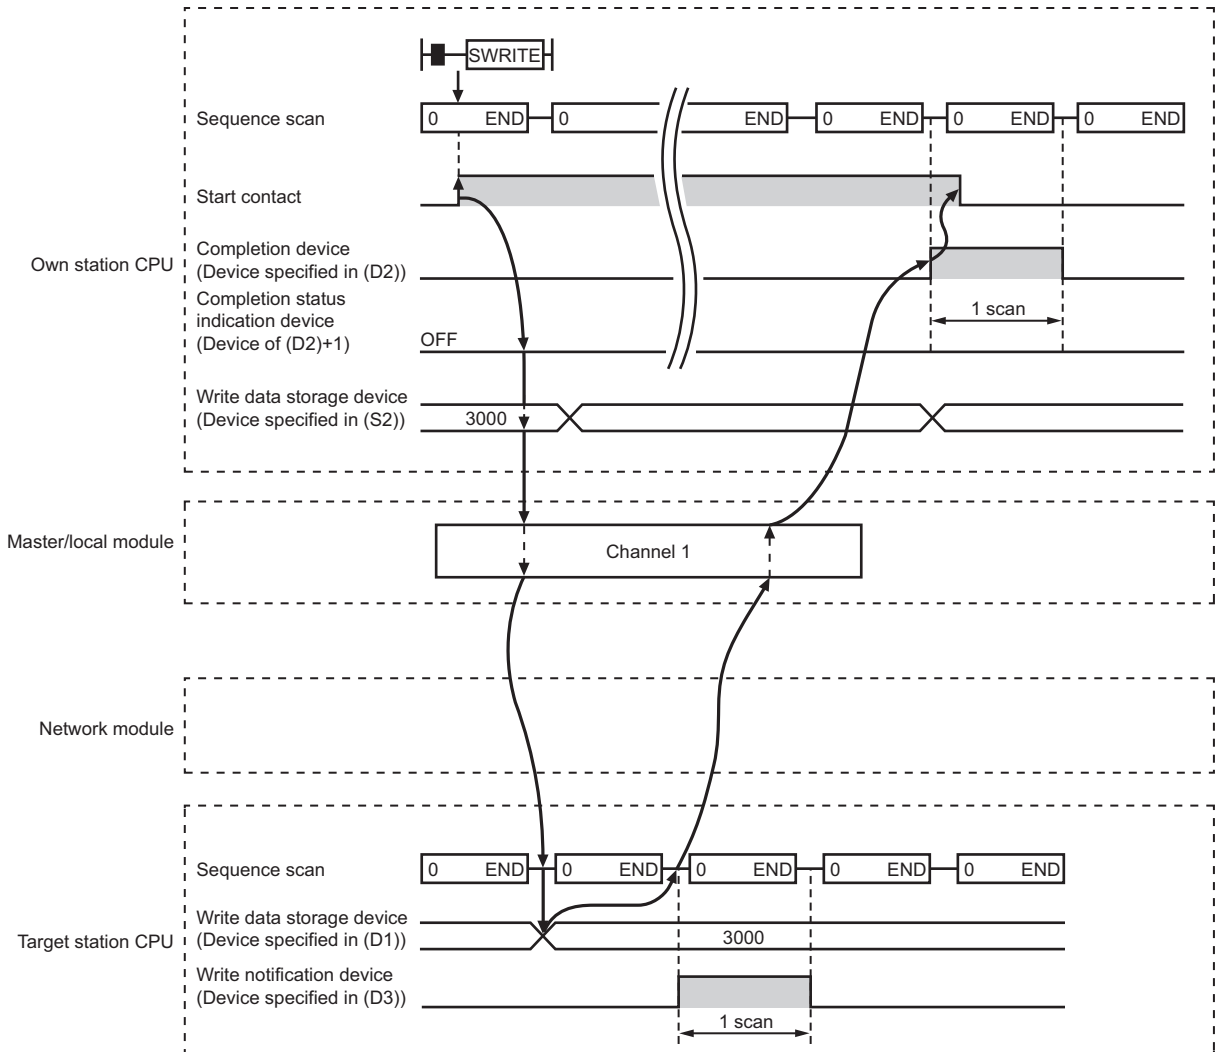 SWRITE
Sequence scan
0 END 0 END 0 END 0 END 0 END
Start contact
Own station CPU
Completion device
(Device specified in (D2))
Completion status
indication device
(Device of (D2)+1)
1 scan
OFF
Write data storage device
(Device specified in (S2))
3000
Master/local module
Channel 1
Network module
Target station CPU
Sequence scan
0 END 0 END 0 END 0 END 0 END
Write data storage device
(Device specified in (D1))
3000
Write notification device
(Device specified in (D3))
1 scan